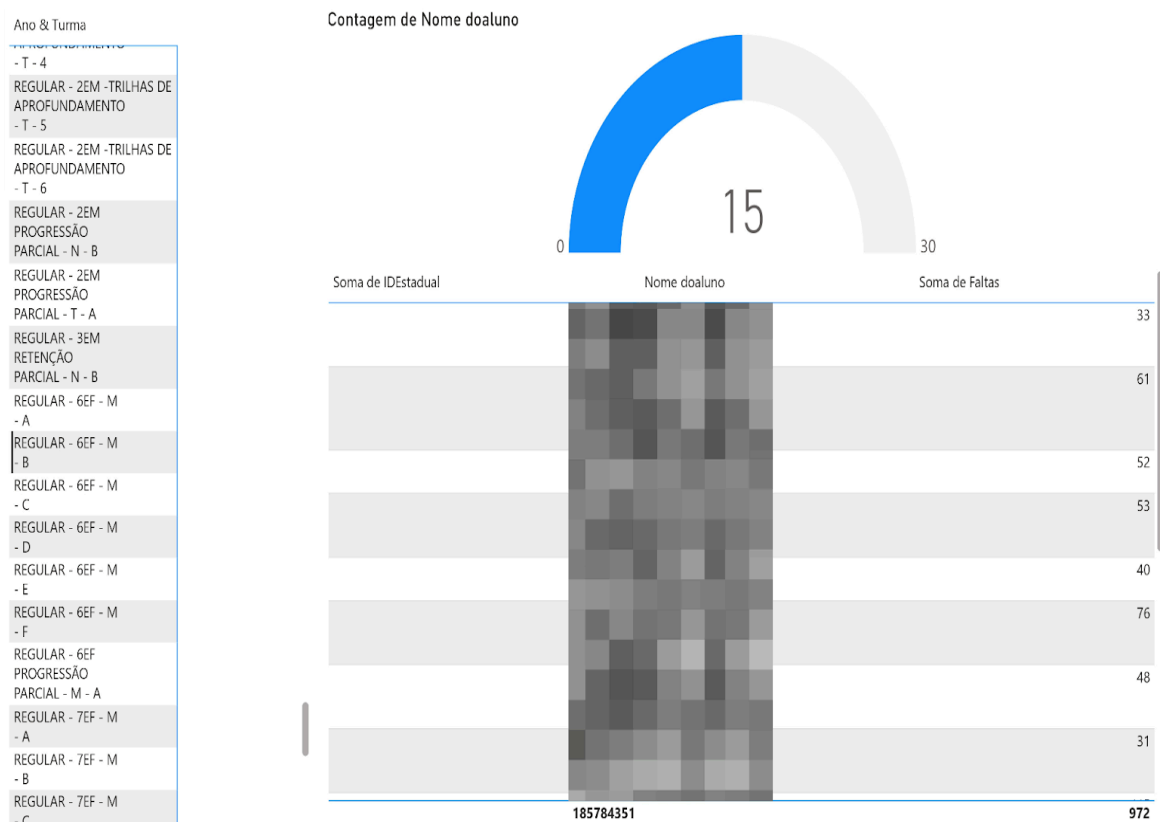 Ano & Turma
- T - 4
REGULAR - 2EM -TRILHAS DE
APROFUNDAMENTO
- T - 5
REGULAR - 2EM -TRILHAS DE
APROFUNDAMENTO
- T - 6
REGULAR - 2EM
PROGRESSÃO
PARCIAL - N - B
REGULAR - 2EM
PROGRESSÃO
PARCIAL - T - A
REGULAR - 3EM
RETENÇÃO
PARCIAL - N - B
REGULAR - 6EF - M
- A
REGULAR - 6EF - M
- B
REGULAR - 6EF - M
- C
REGULAR - 6EF - M
- D
REGULAR - 6EF - M
- E
REGULAR - 6EF - M
- F
REGULAR - 6EF
PROGRESSÃO
PARCIAL - M - A
REGULAR - 7EF - M
- A
REGULAR - 7EF - M
- B
REGULAR - 7EF - M
Contagem de Nome doaluno
15
0
30
Soma de IDEstadual Nome doaluno Soma de Faltas
33
61
52
53
40
76
48
31
185784351 972